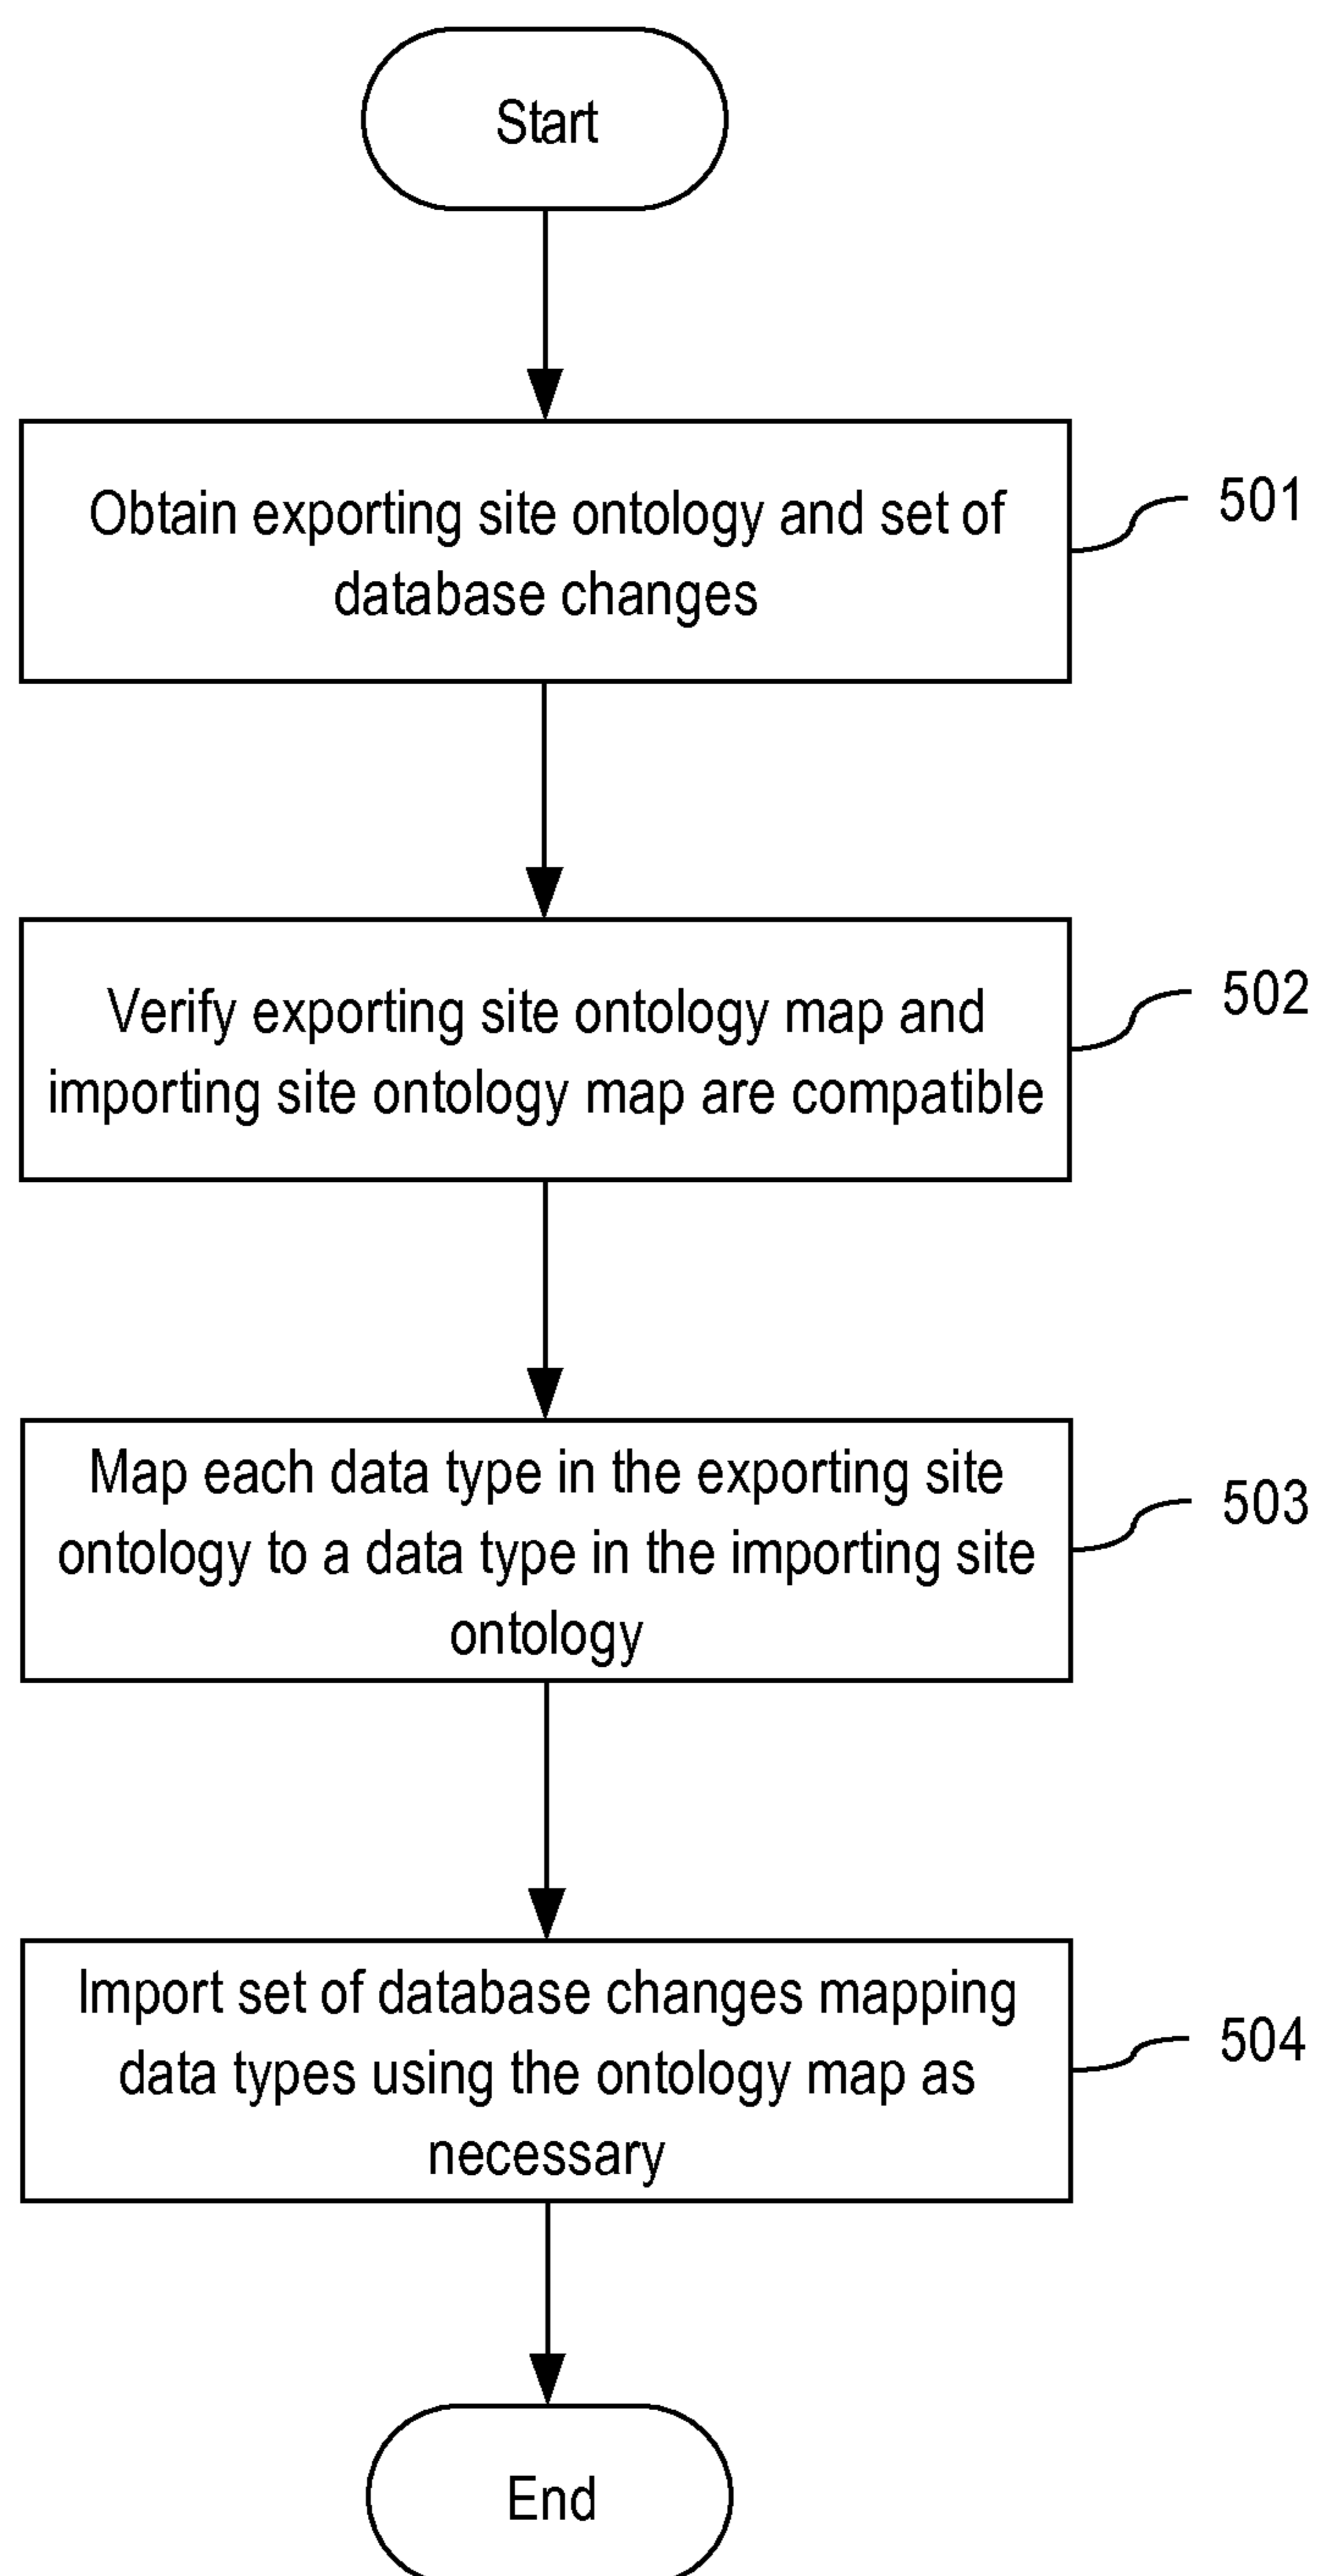 Start
Obtain exporting site ontology and set of
database changes
501
Verify exporting site ontology map and
importing site ontology map are compatible
502
Map each data type in the exporting site
ontology to a data type in the importing site
ontology
503
Import set of database changes mapping
data types using the ontology map as
necessary
504
End